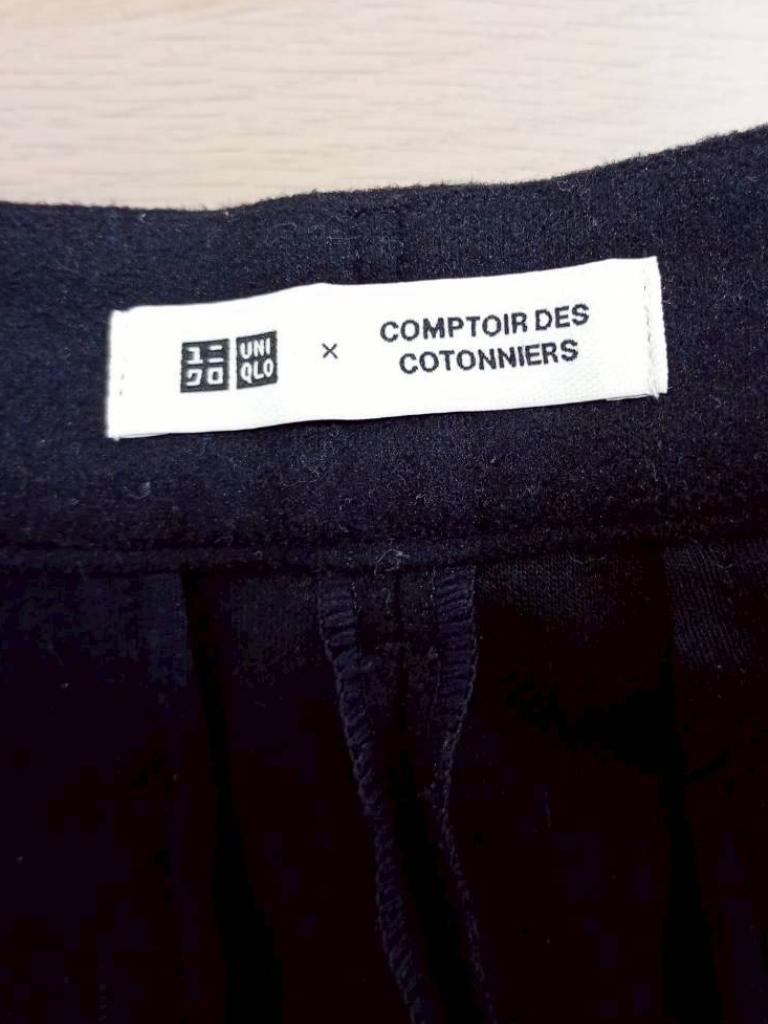 ユニ
クロ
UNI
QLO
×
COMPTOIR DES
COTONNIERS